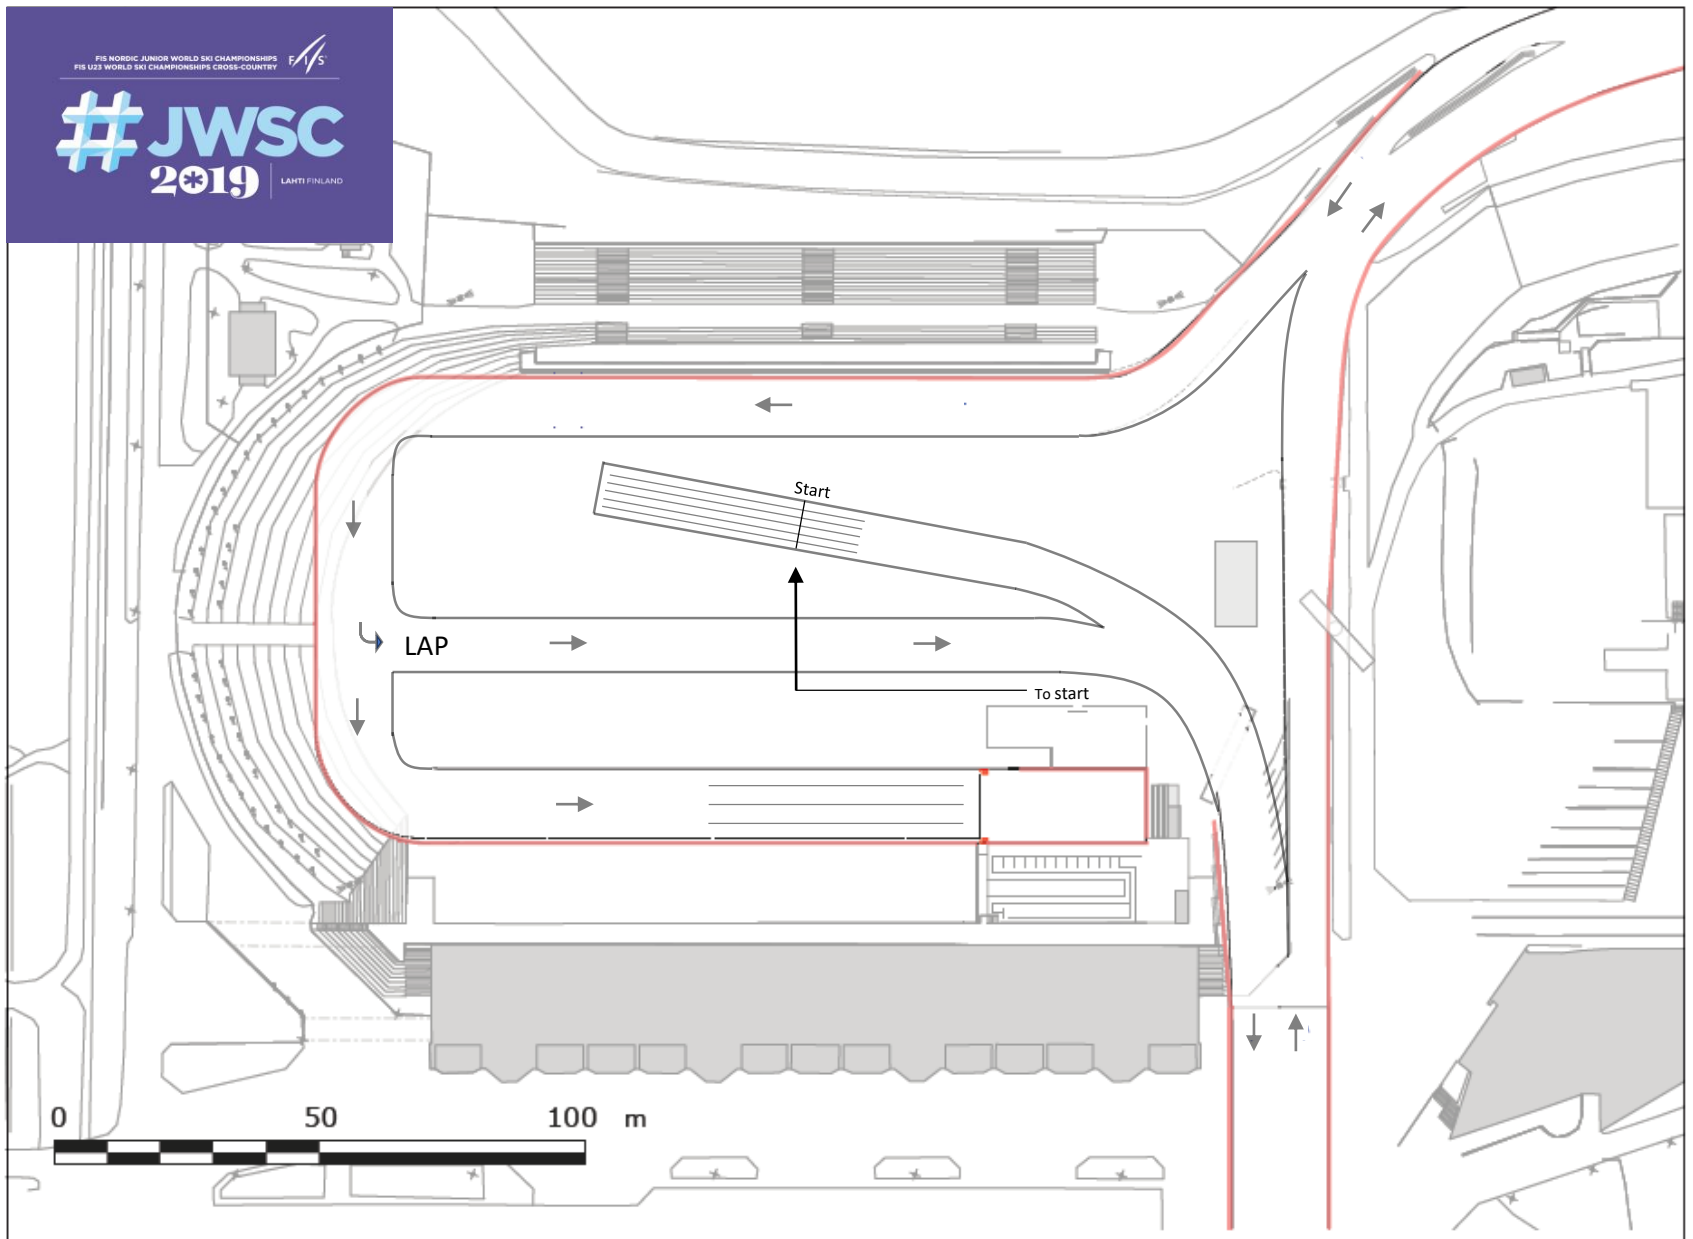 FIS NORDIC JUNIOR WORLD SKI CHAMPIONSHIPS
FIS U23 WORLD SKI CHAMPIONSHIPS CROSS-COUNTRY
F I S
#JWSC
2019
LAHTI FINLAND
Start
LAP
To start
0 50 100 m